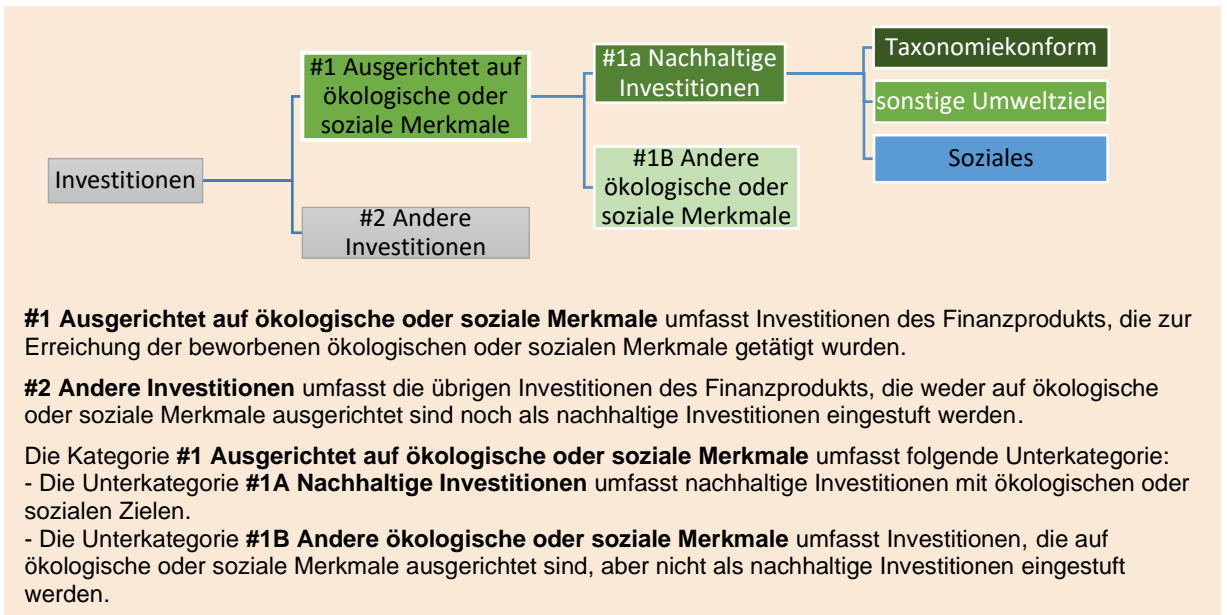 Investitionen
#1 Ausgerichtet auf
ökologische oder
soziale Merkmale
#2 Andere
Investitionen
#1a Nachhaltige
Investitionen
#1B Andere
ökologische oder
soziale Merkmale
Taxonomiekonform
sonstige Umweltziele
Soziales
#1 Ausgerichtet auf ökologische oder soziale Merkmale umfasst Investitionen des Finanzprodukts, die zur
Erreichung der beworbenen ökologischen oder sozialen Merkmale getätigt wurden.
#2 Andere Investitionen umfasst die übrigen Investitionen des Finanzprodukts, die weder auf ökologische
oder soziale Merkmale ausgerichtet sind noch als nachhaltige Investitionen eingestuft werden.
Die Kategorie #1 Ausgerichtet auf ökologische oder soziale Merkmale umfasst folgende Unterkategorie:
- Die Unterkategorie #1A Nachhaltige Investitionen umfasst nachhaltige Investitionen mit ökologischen oder
sozialen Zielen.
- Die Unterkategorie #1B Andere ökologische oder soziale Merkmale umfasst Investitionen, die auf
ökologische oder soziale Merkmale ausgerichtet sind, aber nicht als nachhaltige Investitionen eingestuft
werden.